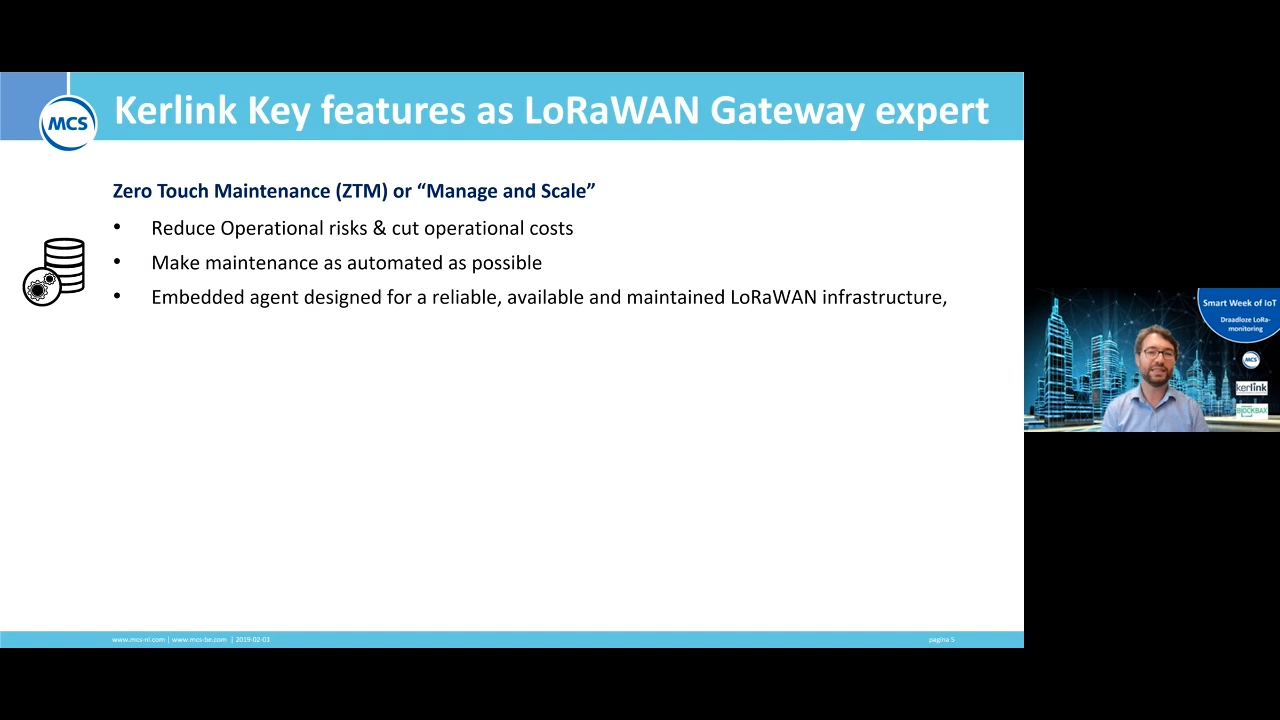 MCS
Kerlink Key features as LoRaWAN Gateway expert
Zero Touch Maintenance (ZTM) or “Manage and Scale”
• Reduce Operational risks & cut operational costs
• Make maintenance as automated as possible
• Embedded agent designed for a reliable, available and maintained LoRaWAN infrastructure,
www.mcs-nl.com | www.mcs-be.com | 2019-02-03
pagina 5
Smart Week of IoT
Draadloze LoRa-
monitoring
MCS
kerlink
BLOCKBAX